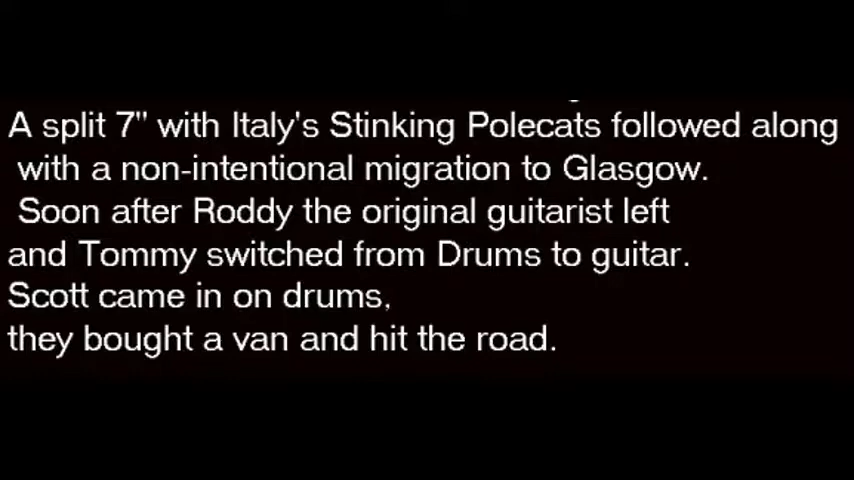 A split 7" with Italy's Stinking Polecats followed along
with a non-intentional migration to Glasgow.
Soon after Roddy the original guitarist left
and Tommy switched from Drums to guitar.
Scott came in on drums,
they bought a van and hit the road.